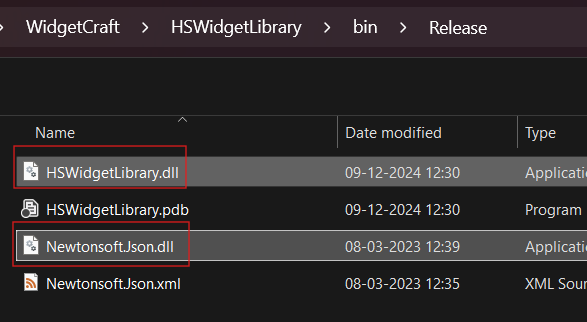 WidgetCraft > HSWidgetLibrary > bin > Release
Name Date modified Type
HSWidgetLibrary.dll 09-12-2024 12:30 Applicatio
HSWidgetLibrary.pdb 09-12-2024 12:30 Program
Newtonsoft.Json.dll 08-03-2023 12:39 Applicatio
Newtonsoft.Json.xml 08-03-2023 12:35 XML Sour